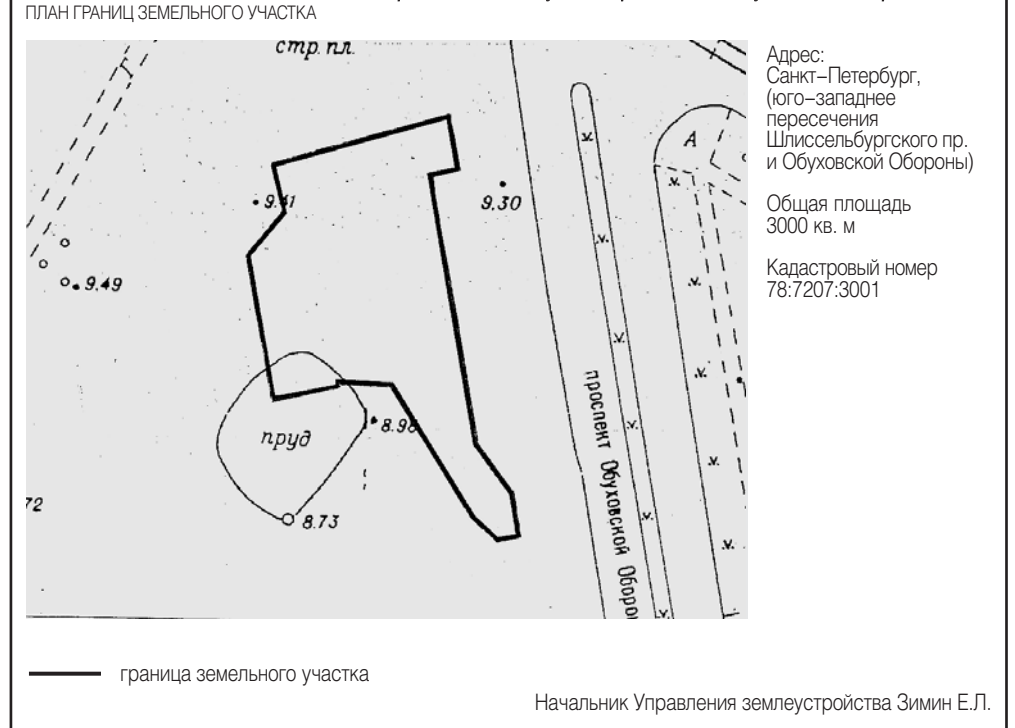 ПЛАН ГРАНИЦ ЗЕМЕЛЬНОГО УЧАСТКА
стр. пл.
Адрес:
Санкт–Петербург,
(юго–западнее
пересечения
Шлиссельбургского пр.
и Обуховской Обороны)
Общая площадь
3000 кв. м
Кадастровый номер
78:7207:3001
А
9.41
9.30
9.49
пруд
8.98
8.73
72
проспект Обуховской Оборон
граница земельного участка
Начальник Управления землеустройства Зимин Е.Л.